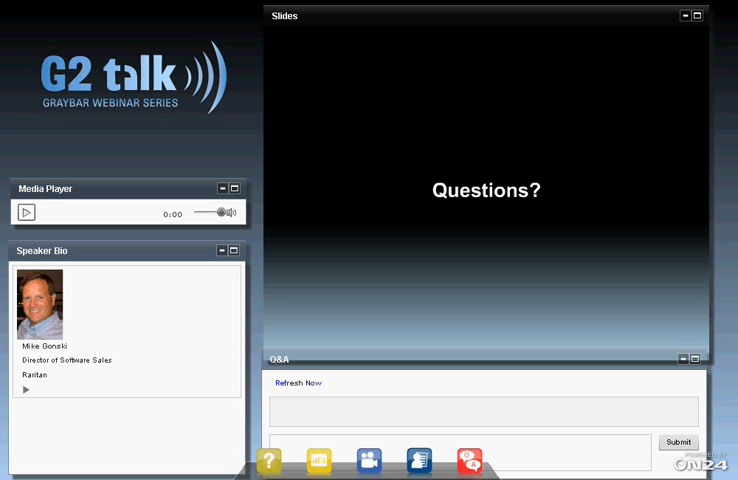 Slides
G2 talk
GRAYBAR WEBINAR SERIES
Questions?
Media Player
0:00
Speaker Bio
Mike Gonski
Director of Software Sales
Raritan
Q&A
Refresh Now
Submit
?
Q
A
POWERED BY
ON24